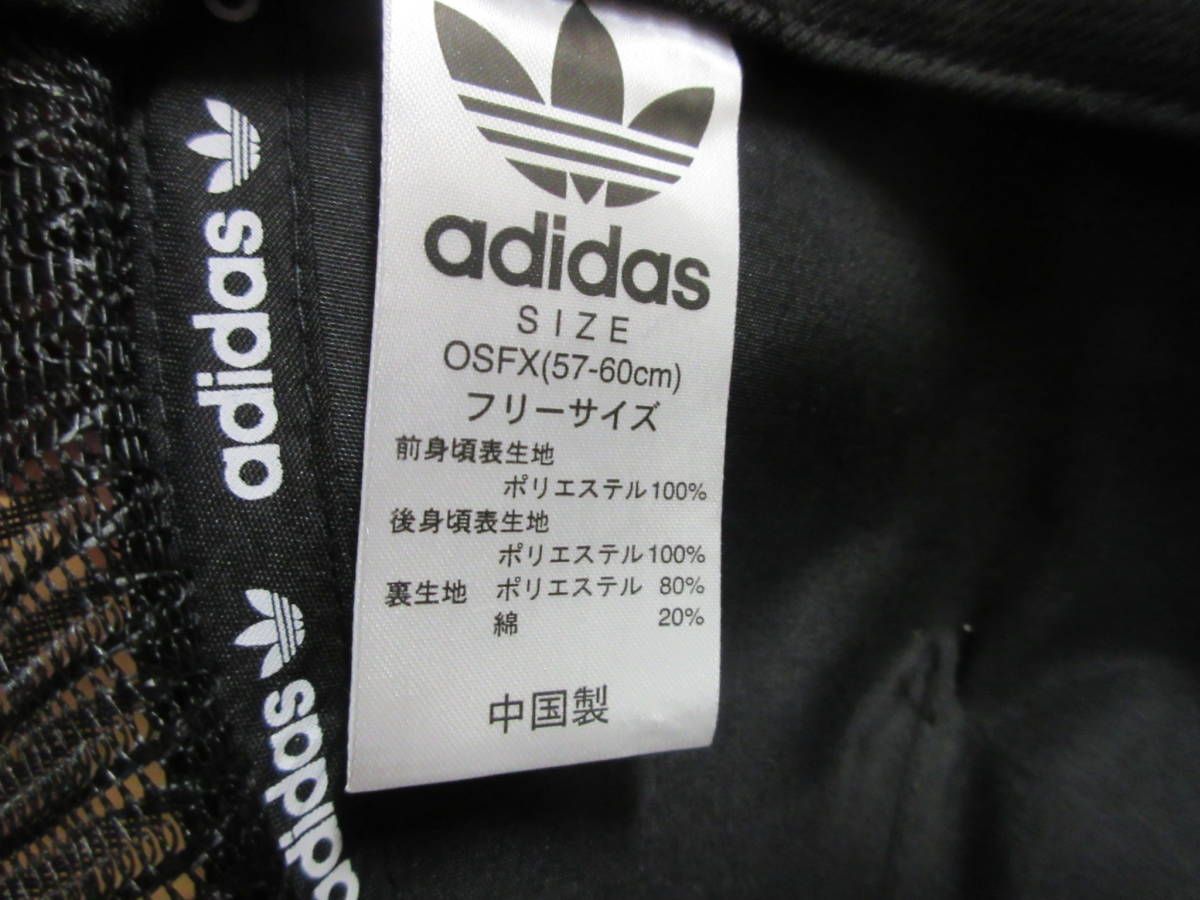 adidas
SIZE
OSFX(57-60cm)
フリーサイズ
前身頃表生地
ポリエステル100%
後身頃表生地
ポリエステル100%
裏生地 ポリエステル 80%
綿 20%
中国製
adidas
adidas